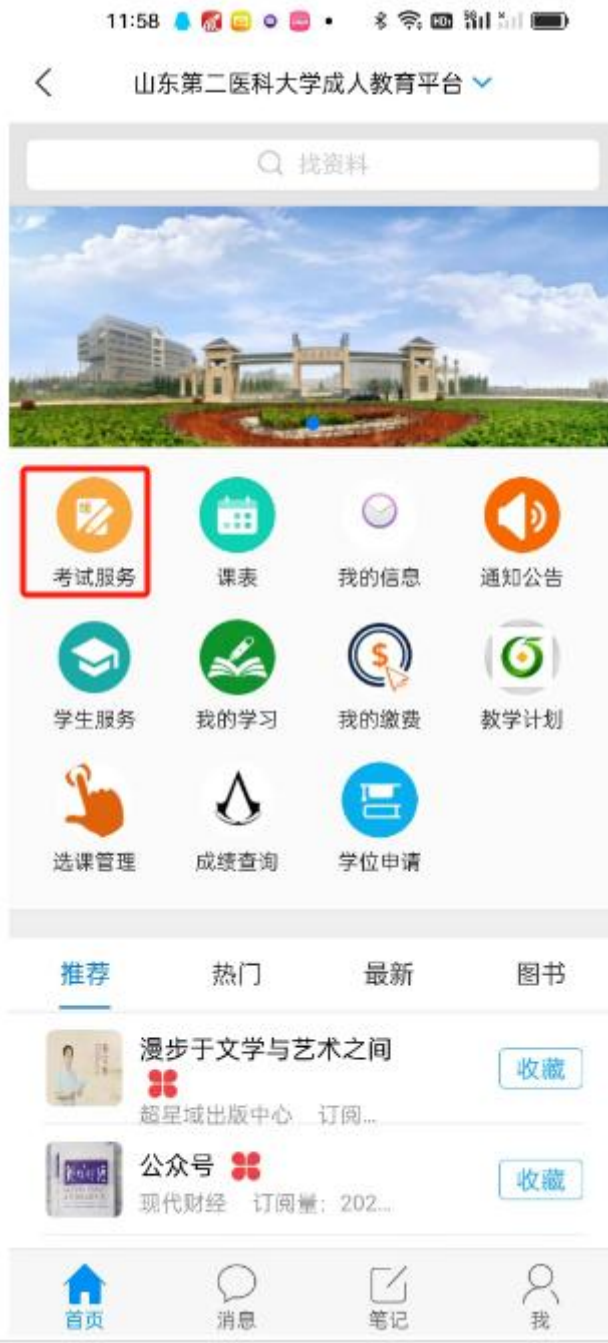 11:58
山东第二医科大学成人教育平台
找资料
考试服务 课表 我的信息 通知公告
学生服务 我的学习 我的缴费 教学计划
选课管理 成绩查询 学位申请
推荐 热门 最新 图书
漫步于文学与艺术之间
收藏
超星域出版中心 订阅...
公众号
收藏
现代财经 订阅量: 202...
首页 消息 笔记 我